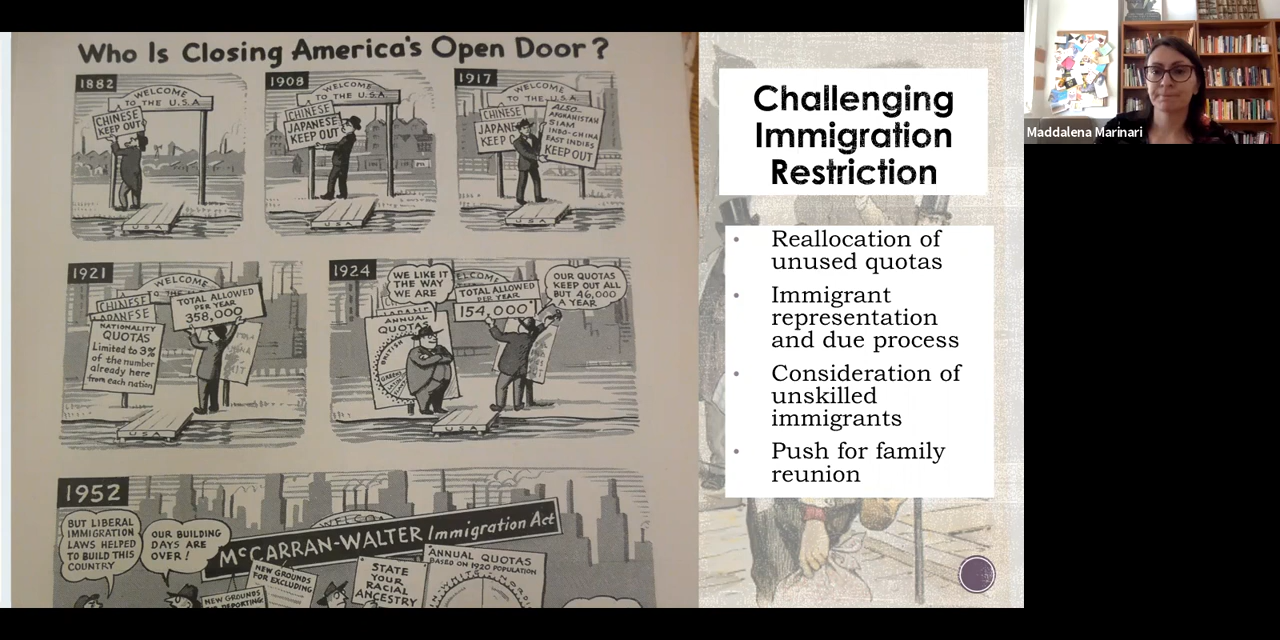 Who Is Closing America's Open Door?
1882
WELCOME
TO THE U.S.A.
CHINESE
KEEP OUT
U.S.A
1908
WELCOME
TO THE U.S.A.
CHINESE
JAPANESE
KEEP OUT
U.S.A
1917
WELCOME
TO THE U.S.A.
CHINESE
JAPANE
KEEP O
ALSO-
AFGHANISTAN
SIAM
INDO-CHINA
EAST INDIES
KEEP OUT
U.S.A
1921
WELCOME
CHINESE
JAPANESE
NATIONALITY
QUOTAS
Limited to 3%
of the number
already here
from each nation
TOTAL ALLOWED
PER YEAR
358,000
U.S.A
1924
WE LIKE IT
THE WAY
WE ARE
ELCOME
TOTAL ALLOWED
PER YEAR
154,000
OUR QUOTAS
KEEP OUT ALL
BUT 46,000
A YEAR
ANNUAL
QUOTAS
BRITISH
U.S.A
1952
BUT LIBERAL
IMMIGRATION
LAWS HELPED
TO BUILD THIS
COUNTRY
OUR BUILDING
DAYS ARE
OVER!
McCARRAN-WALTER Immigration Act
NEW GROUNDS
FOR EXCLUDING
NEW GROUNDS
STATE
YOUR
RACIAL
ANCESTRY
ANNUAL QUOTAS
BASED ON 1920 POPULATION
Challenging
Immigration
Restriction
• Reallocation of
unused quotas
• Immigrant
representation
and due process
• Consideration of
unskilled
immigrants
• Push for family
reunion
Maddalena Marinari